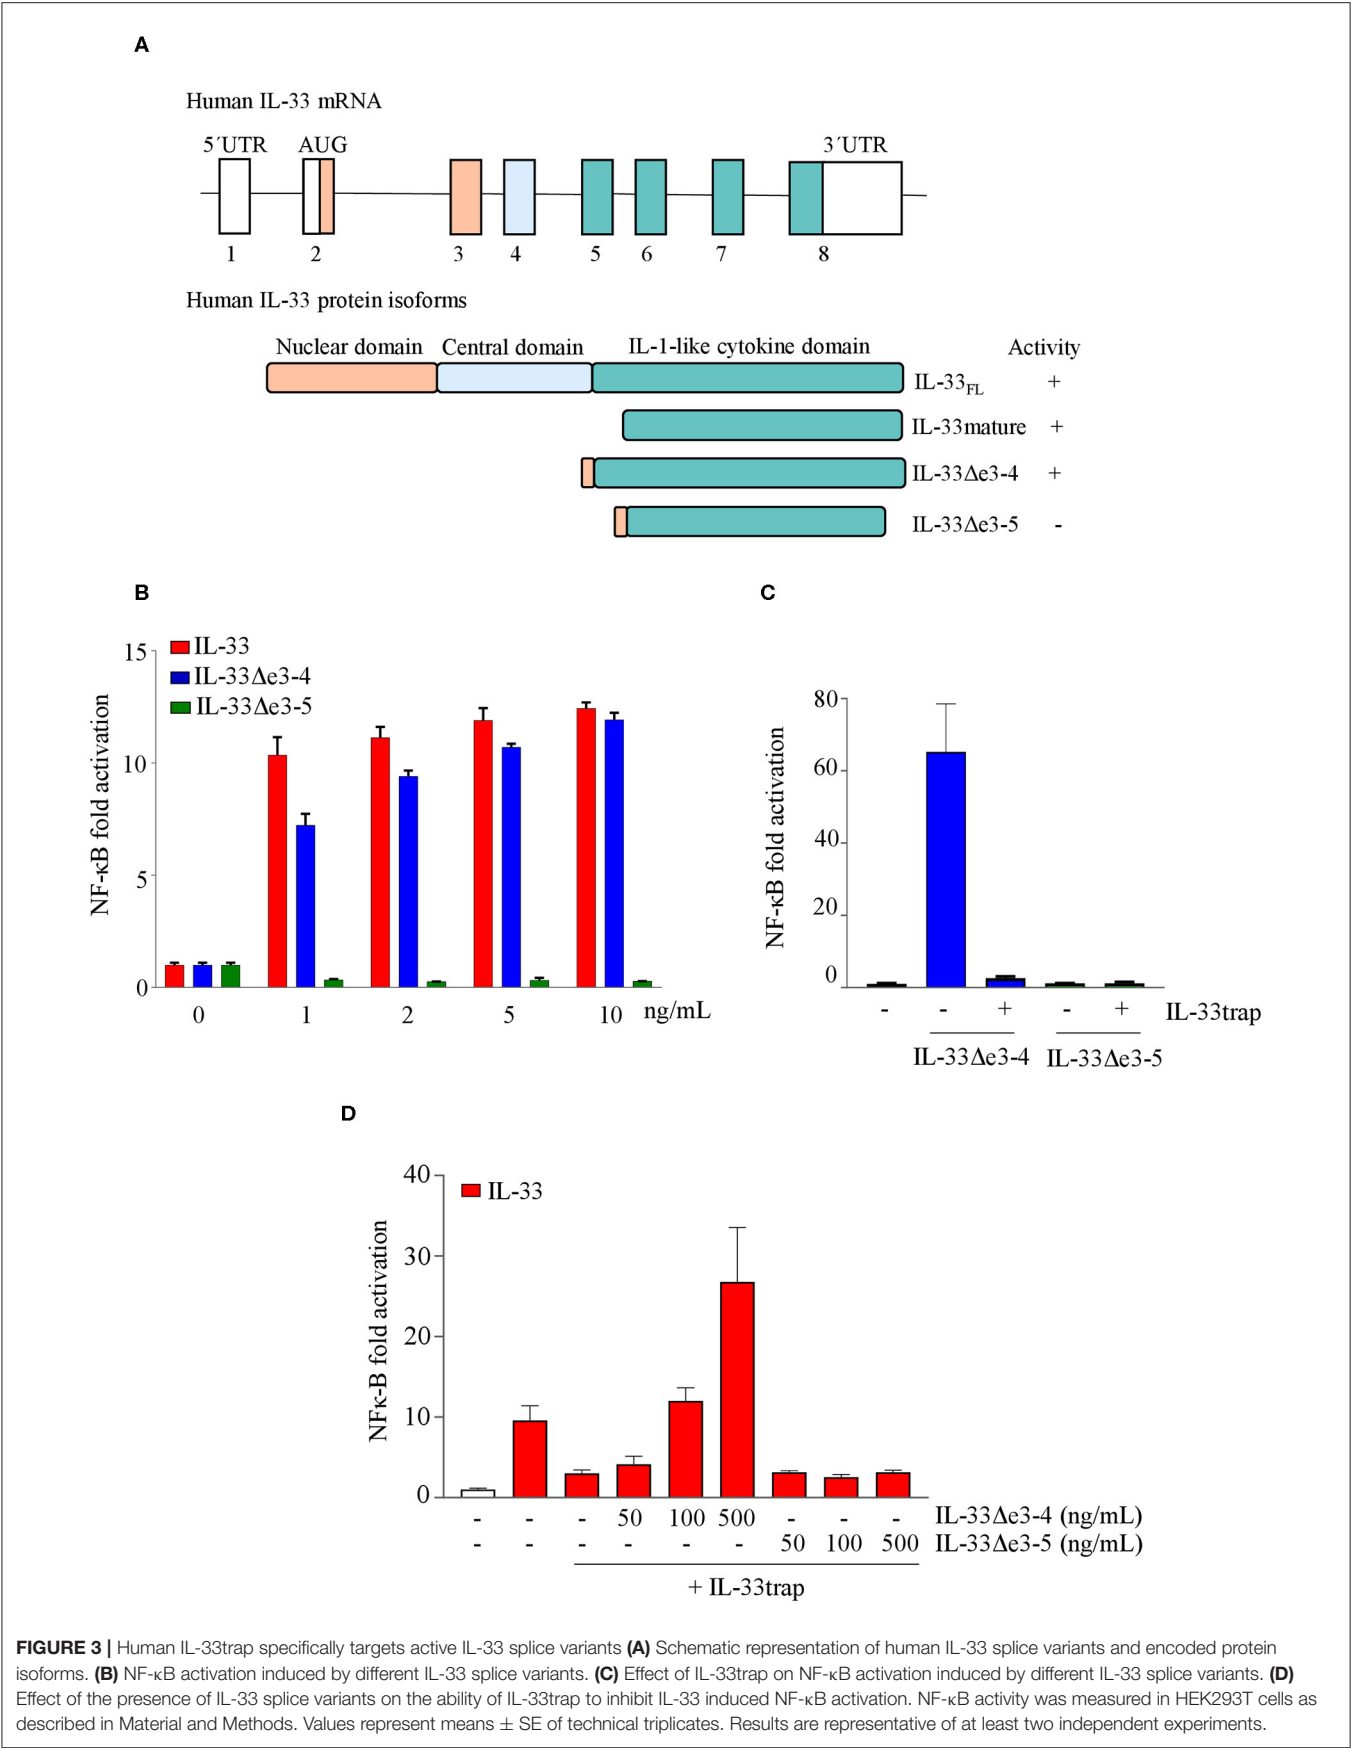 A
Human IL-33 mRNA
5´UTR AUG 3´UTR
1 2 3 4 5 6 7 8
Human IL-33 protein isoforms
Nuclear domain Central domain IL-1-like cytokine domain Activity
IL-33FL +
IL-33mature +
IL-33Δe3-4 +
IL-33Δe3-5 -
B
IL-33
IL-33Δe3-4
IL-33Δe3-5
NF-κB fold activation
15
10
5
0
0 1 2 5 10 ng/mL
C
NF-κB fold activation
80
60
40
20
0
- - + - + IL-33trap
IL-33Δe3-4 IL-33Δe3-5
D
IL-33
NFκ-B fold activation
40
30
20
10
0
- - - 50 100 500 - - - IL-33Δe3-4 (ng/mL)
- - - - - - 50 100 500 IL-33Δe3-5 (ng/mL)
+ IL-33trap
FIGURE 3 | Human IL-33trap specifically targets active IL-33 splice variants (A) Schematic representation of human IL-33 splice variants and encoded protein
isoforms. (B) NF-κB activation induced by different IL-33 splice variants. (C) Effect of IL-33trap on NF-κB activation induced by different IL-33 splice variants. (D)
Effect of the presence of IL-33 splice variants on the ability of IL-33trap to inhibit IL-33 induced NF-κB activation. NF-κB activity was measured in HEK293T cells as
described in Material and Methods. Values represent means ± SE of technical triplicates. Results are representative of at least two independent experiments.